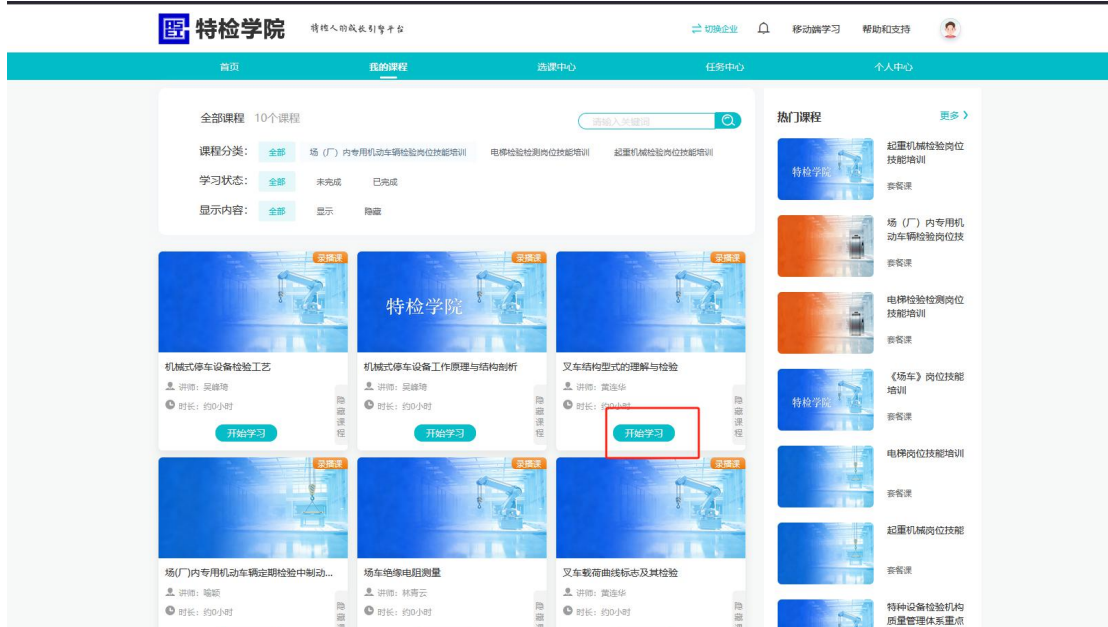 特检学院 特检人的成长引擎平台 切换企业 移动端学习 帮助和支持
首页 我的课程 选课中心 任务中心 个人中心
全部课程 10个课程 请输入关键词
课程分类： 全部 场（厂）内专用机动车辆检验岗位技能培训 电梯检验检测岗位技能培训 起重机械检验岗位技能培训
学习状态： 全部 未完成 已完成
显示内容： 全部 显示 隐藏
录播课 录播课 录播课
特检学院
机械式停车设备检验工艺 机械式停车设备工作原理与结构剖析 叉车结构型式的理解与检验
讲师：吴峰琦 讲师：吴峰琦 讲师：黄连华
时长：约0小时 时长：约0小时 时长：约0小时
隐藏课程 隐藏课程 隐藏课程
开始学习 开始学习 开始学习
录播课 录播课 录播课
场(厂)内专用机动车辆定期检验中制动... 场车绝缘电阻测量 叉车载荷曲线标志及其检验
讲师：喻颖 讲师：林青云 讲师：黄连华
时长：约0小时 时长：约0小时 时长：约0小时
隐藏课 隐藏课 隐藏课
热门课程 更多
特检学院
起重机械检验岗位
技能培训
套餐课
场（厂）内专用机
动车辆检验岗位技
套餐课
电梯检验检测岗位
技能培训
套餐课
特检学院
《场车》岗位技能
培训
套餐课
电梯岗位技能培训
套餐课
起重机械岗位技能
套餐课
特种设备检验机构
质量管理体系重点